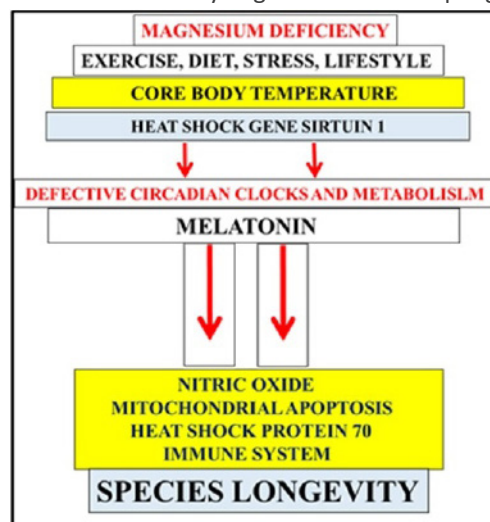 MAGNESIUM DEFICIENCY
EXERCISE, DIET, STRESS, LIFESTYLE
CORE BODY TEMPERATURE
HEAT SHOCK GENE SIRTUIN 1
DEFECTIVE CIRCADIAN CLOCKS AND METABOLISLM
MELATONIN
NITRIC OXIDE
MITOCHONDRIAL APOPTOSIS
HEAT SHOCK PROTEIN 70
IMMUNE SYSTEM
SPECIES LONGEVITY